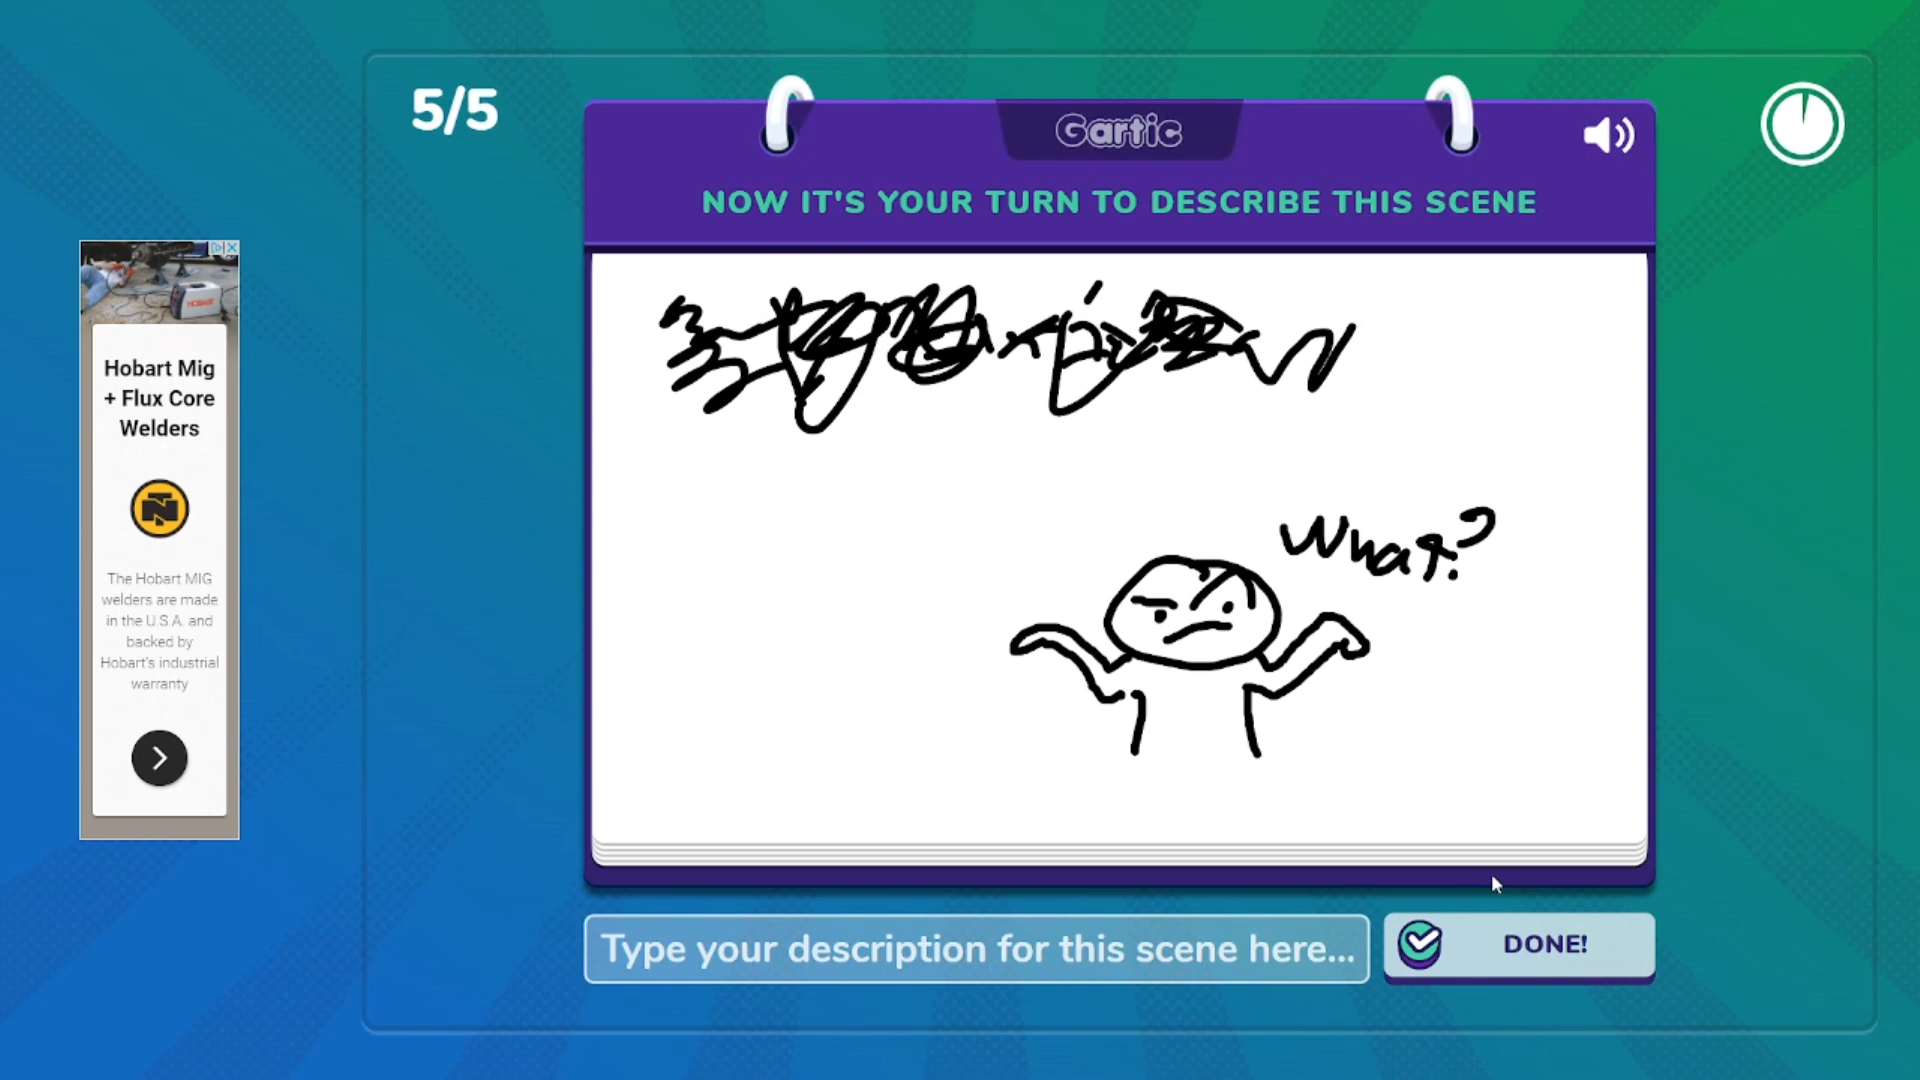 5/5
Gartic
NOW IT'S YOUR TURN TO DESCRIBE THIS SCENE
HOBART
Hobart Mig
+ Flux Core
Welders
The Hobart MIG
welders are made
in the U.S.A. and
backed by
Hobart's industrial
warranty
What?
Type your description for this scene here...
DONE!